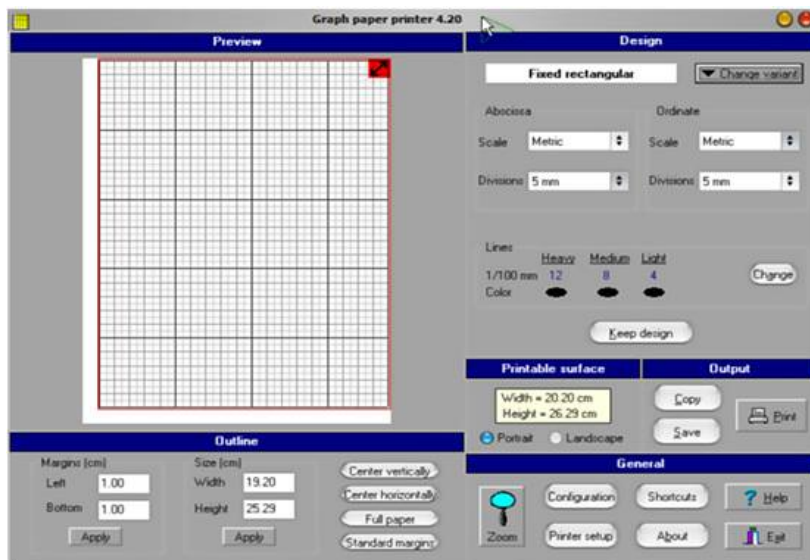 Graph paper printer 4.20
Preview
Design
Fixed rectangular
Change variant
Abscissa
Ordinate
Scale Metric
Scale Metric
Divisions 5 mm
Divisions 5 mm
Lines
Heavy Medium Light
1/100 mm 12 8 4
Color
Change
Keep design
Printable surface
Output
Width = 20.20 cm
Height = 26.29 cm
Portrait Landscape
Copy
Save
Print
Outline
Margins (cm)
Left 1.00
Bottom 1.00
Apply
Size (cm)
Width 19.20
Height 25.29
Apply
Center vertically
Center horizontally
Full paper
Standard margins
General
Zoom
Configuration
Shortcuts
Help
Printer setup
About
Exit